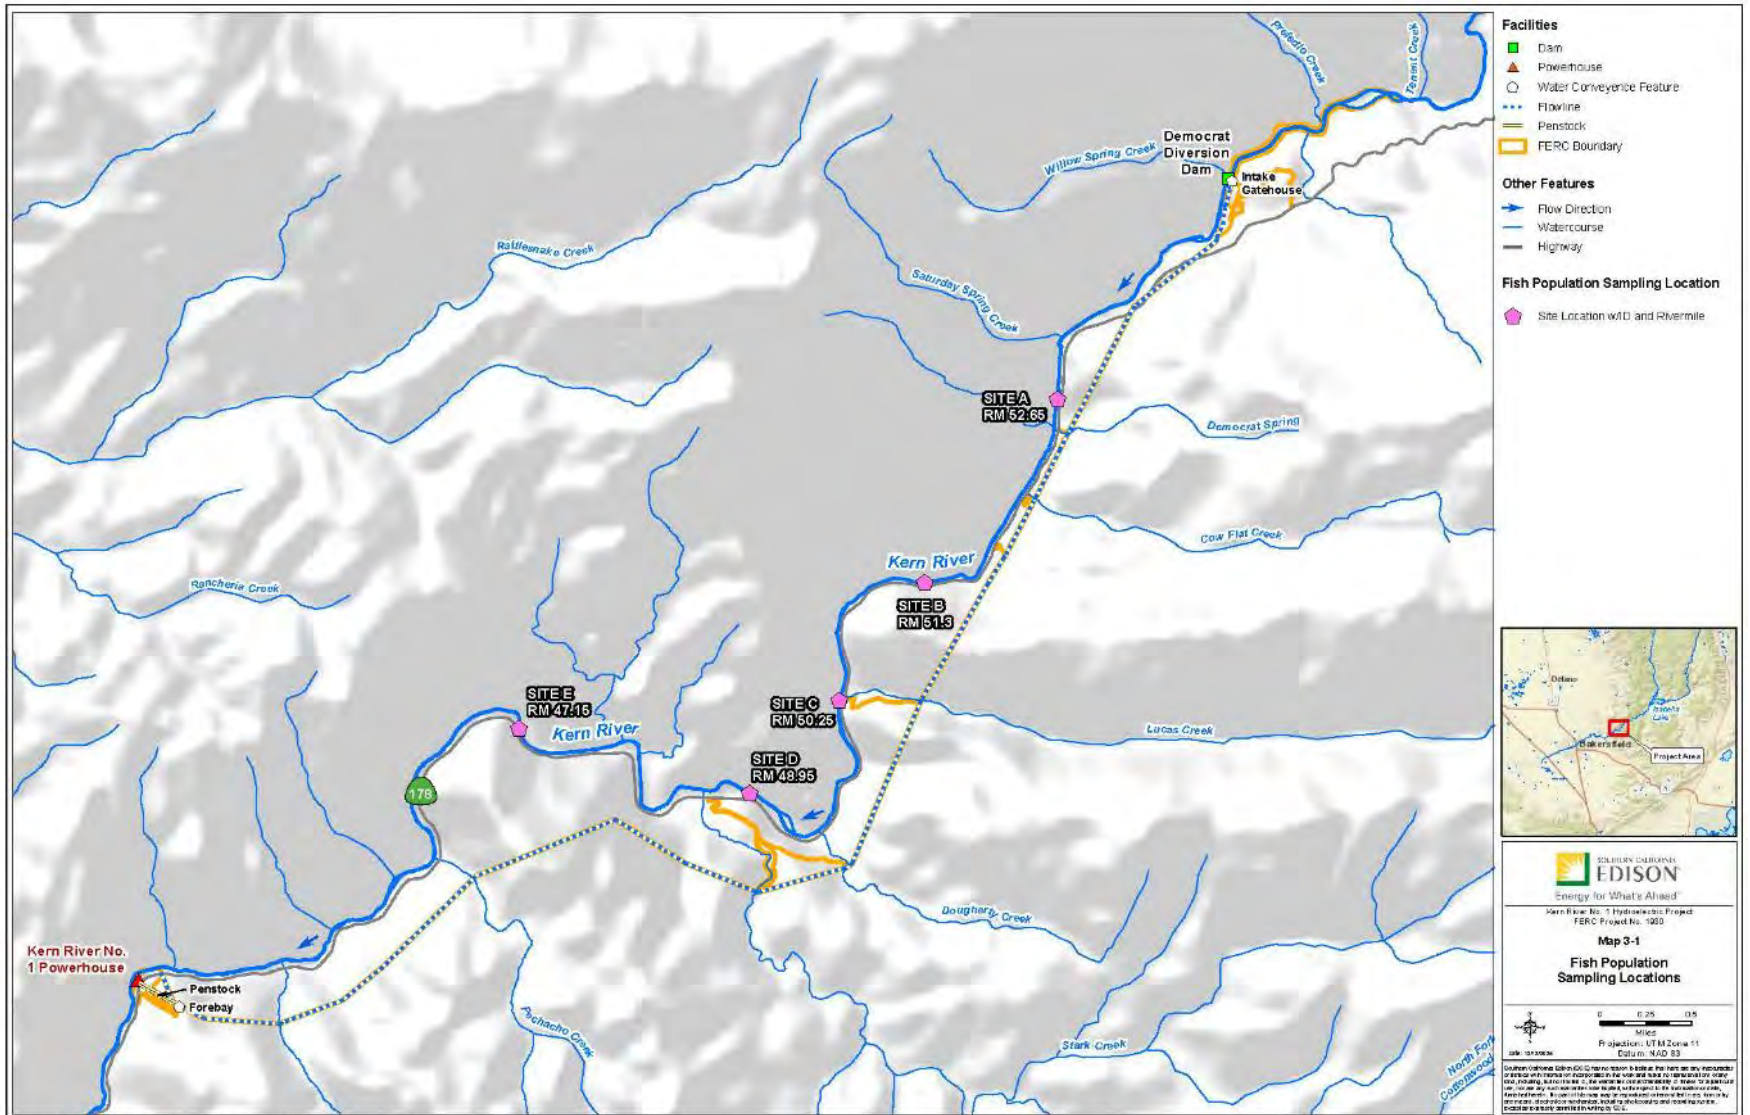 Prefedio Creek
Tenent Creek
Democrat
Diversion
Dam
Willow Spring Creek
Intake
Gatehouse
Rattlesnake Creek
Saturday Spring
Creek
SITE A
RM 52.65
Democrat Spring
Cow Flat Creek
Kern River
SITE B
RM 51.3
Rancheria Creek
SITE E
RM 47.15
SITE C
RM 50.25
Kern River
Lucas Creek
SITE D
RM 48.95
178
Dougherty Creek
Kern River No.
1 Powerhouse
Penstock
Forebay
Pechacho Creek
Stark Creek
North Fork
Cottonwood
Facilities
Dam
Powerhouse
Water Conveyence Feature
Flowline
Penstock
FERC Boundary
Other Features
Flow Direction
Watercourse
Highway
Fish Population Sampling Location
Site Location w/ID and Rivermile
Delano
Isabella
Lake
Bakersfield
Project Area
SOUTHERN CALIFORNIA
EDISON
Energy for What's Ahead
Kern River No. 1 Hydroelectric Project
FERC Project No. 1930
Map 3-1
Fish Population
Sampling Locations
0 0.25 0.5
Miles
Projection: UTM Zone 11
Datum: NAD 83